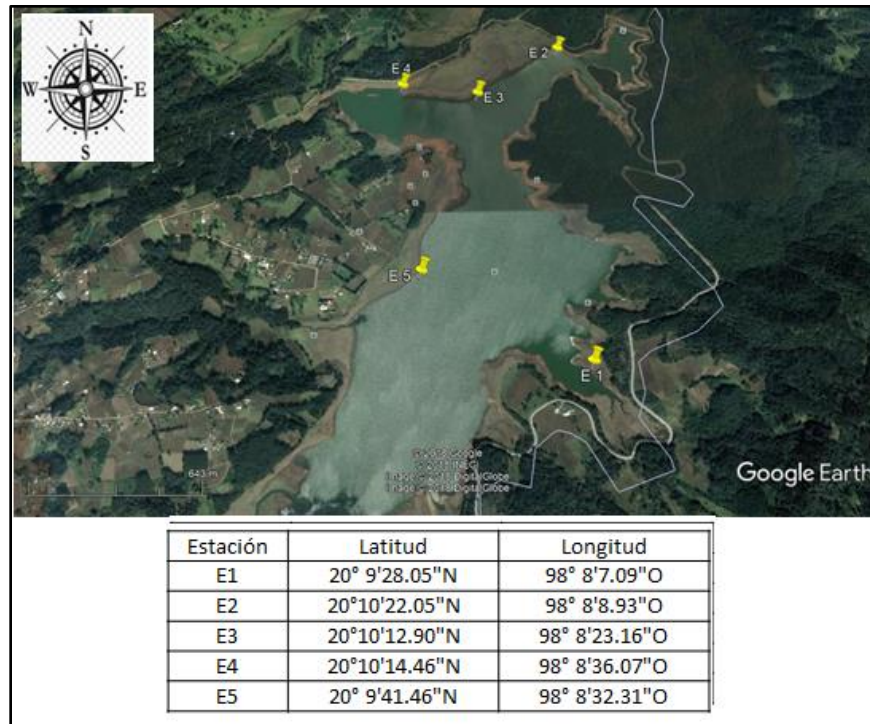 N
W E
S
E 4
E 2
E 3
E 5
E 1
643 m
Google Earth
Estación Latitud Longitud
E1 20° 9'28.05"N 98° 8'7.09"O
E2 20°10'22.05"N 98° 8'8.93"O
E3 20°10'12.90"N 98° 8'23.16"O
E4 20°10'14.46"N 98° 8'36.07"O
E5 20° 9'41.46"N 98° 8'32.31"O